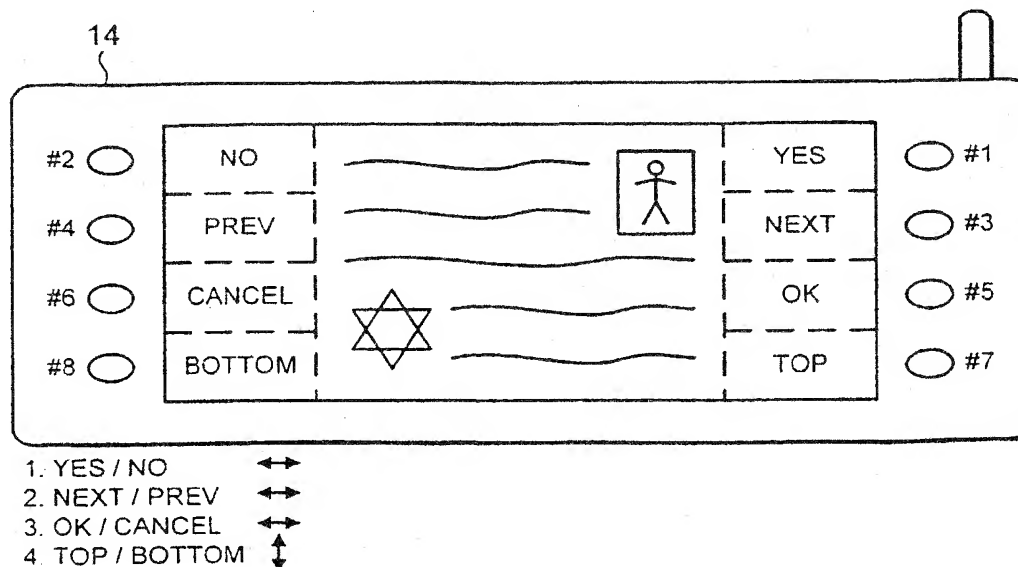 14
#2 NO YES #1
#4 PREV NEXT #3
#6 CANCEL OK #5
#8 BOTTOM TOP #7
1. YES / NO ↔
2. NEXT / PREV ↔
3. OK / CANCEL ↔
4. TOP / BOTTOM ↕